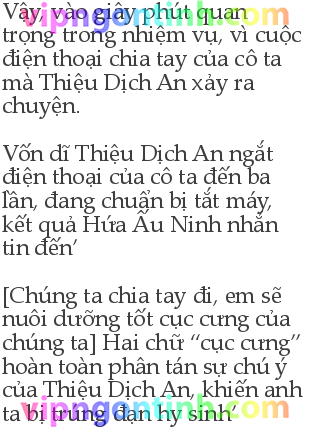 Vậy, vào giây phút quan
vipngontinh.com
trọng trong nhiệm vụ, vì cuộc
điện thoại chia tay của cô ta
mà Thiệu Dịch An xảy ra
chuyện.
Vốn dĩ Thiệu Dịch An ngắt
điện thoại của cô ta đến ba
lần, đang chuẩn bị tắt máy,
kết quả Hứa Ấu Ninh nhắn
tin đến’
[Chúng ta chia tay đi, em sẽ
nuôi dưỡng tốt cục cưng của
chúng ta] Hai chữ “cục cưng”
hoàn toàn phân tán sự chú ý
của Thiệu Dịch An, khiến anh
ta bị trúng đạn hy sinh’
vipngontinh.com